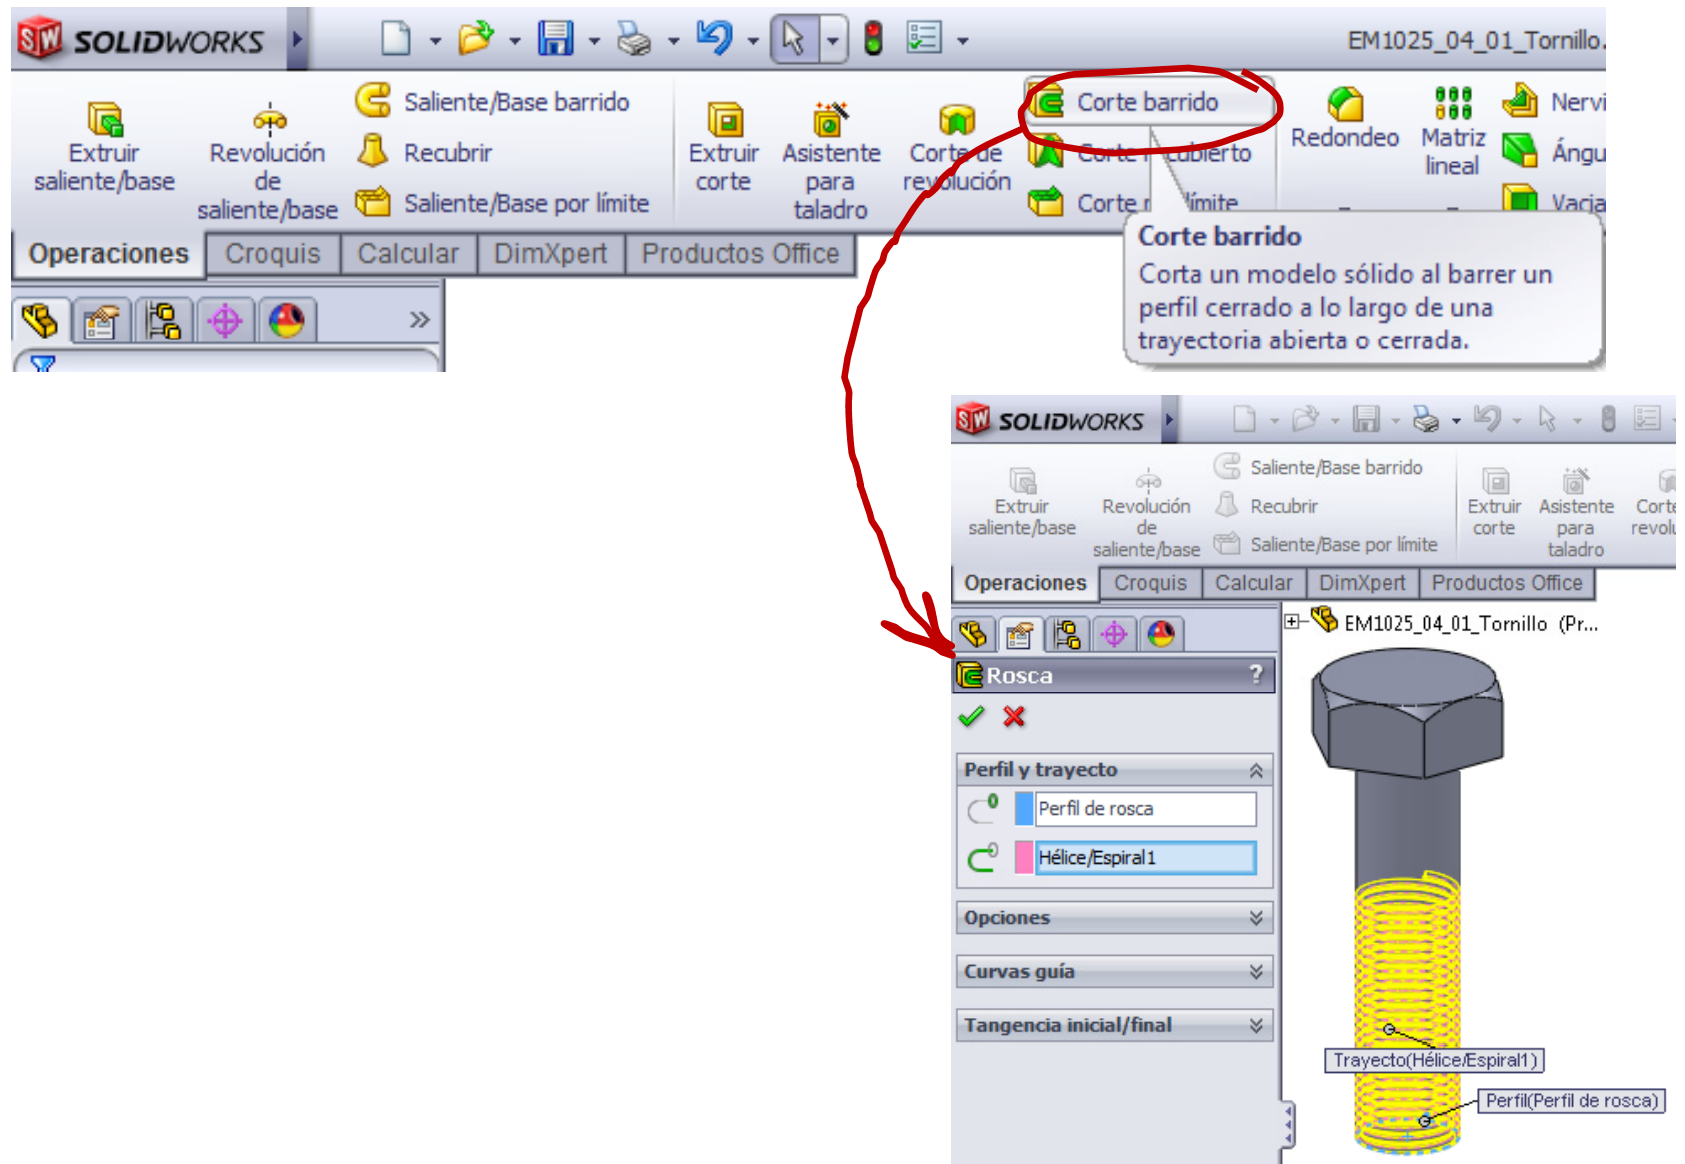 SOLIDWORKS
EM1025_04_01_Tornillo.
Extruir
saliente/base
Revolución
de
saliente/base
Saliente/Base barrido
Recubrir
Saliente/Base por límite
Extruir
corte
Asistente
para
taladro
Corte de
revolución
Corte barrido
Redondeo
Matriz
lineal
Nervi
Ángu
Vacia
Operaciones
Croquis
Calcular
DimXpert
Productos Office
Corte barrido
Corta un modelo sólido al barrer un
perfil cerrado a lo largo de una
trayectoria abierta o cerrada.
SOLIDWORKS
Extruir
saliente/base
Revolución
de
saliente/base
Saliente/Base barrido
Recubrir
Saliente/Base por límite
Extruir
corte
Asistente
para
taladro
Corte
revolu
Operaciones
Croquis
Calcular
DimXpert
Productos Office
EM1025_04_01_Tornillo (Pr...
Rosca ?
Perfil y trayecto
Perfil de rosca
Hélice/Espiral1
Opciones
Curvas guía
Tangencia inicial/final
Trayecto(Hélice/Espiral1)
Perfil(Perfil de rosca)